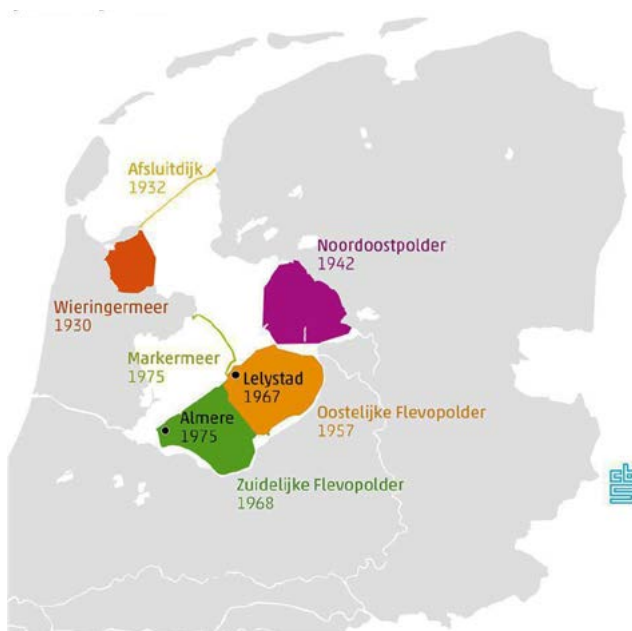 Afsluitdijk
1932
Noordoostpolder
1942
Wieringermeer
1930
Markermeer
1975
Lelystad
1967
Almere
1975
Oostelijke Flevopolder
1957
Zuidelijke Flevopolder
1968